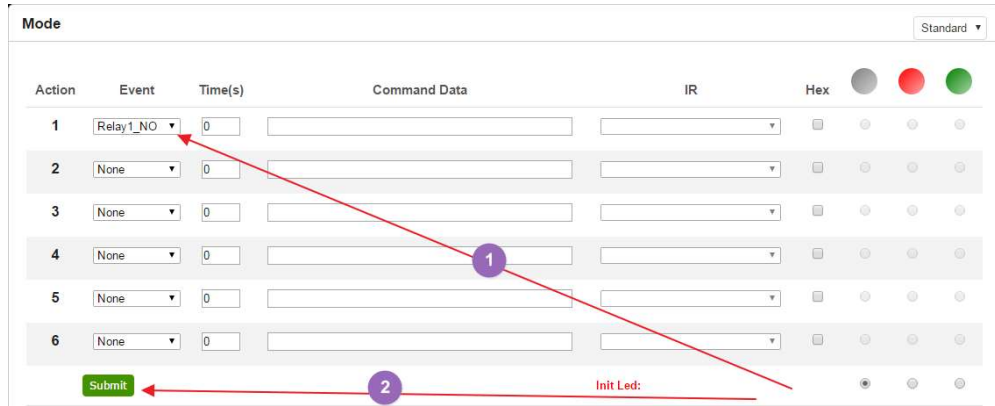 Mode
Standard
Action Event Time(s) Command Data IR Hex
1 Relay1_NO 0
2 None 0
3 None 0
4 None 0
1
5 None 0
6 None 0
Submit 2 Init Led: